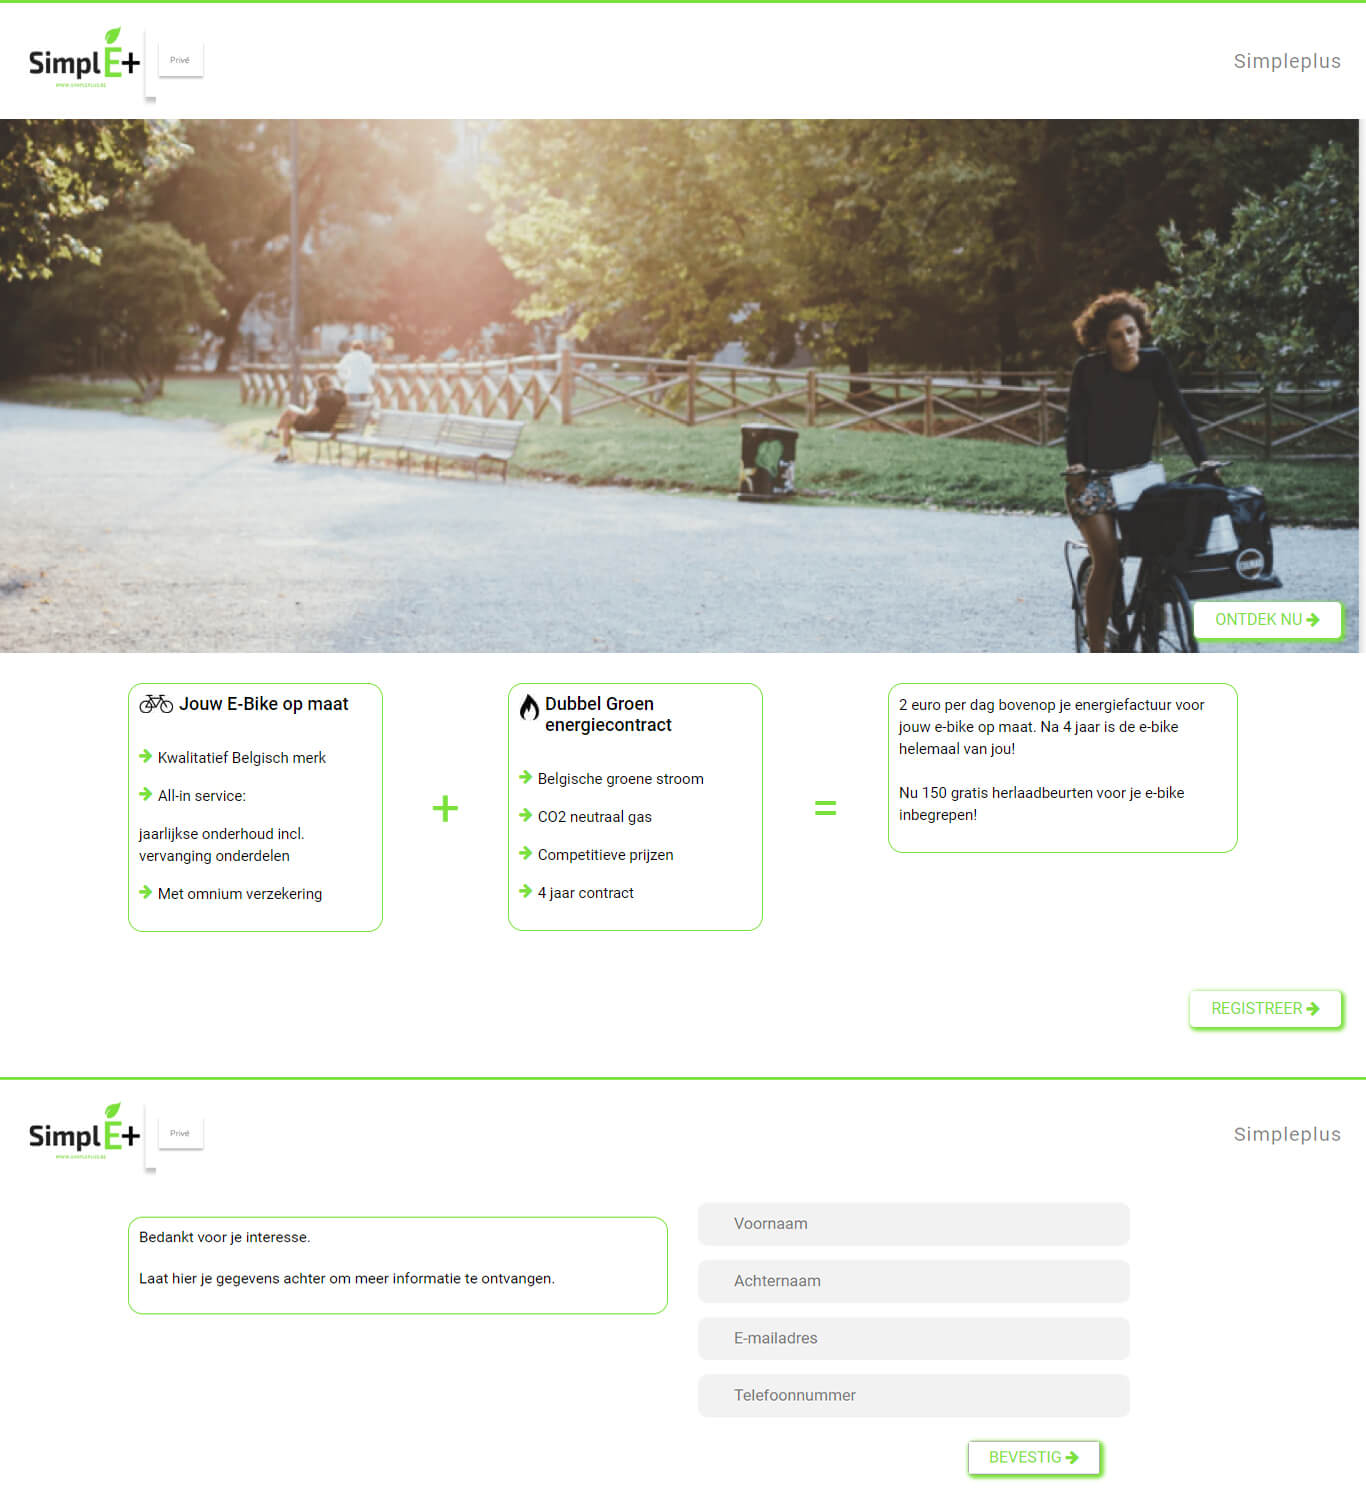 SimplE+
WWW.SIMPLEPLUS.BE
Privé
Simpleplus
ONTDEK NU
Jouw E-Bike op maat
Kwalitatief Belgisch merk
All-in service:
jaarlijkse onderhoud incl.
vervanging onderdelen
Met omnium verzekering
+
Dubbel Groen
energiecontract
Belgische groene stroom
CO2 neutraal gas
Competitieve prijzen
4 jaar contract
=
2 euro per dag bovenop je energiefactuur voor
jouw e-bike op maat. Na 4 jaar is de e-bike
helemaal van jou!
Nu 150 gratis herlaadbeurten voor je e-bike
inbegrepen!
REGISTREER
SimplE+
WWW.SIMPLEPLUS.BE
Privé
Simpleplus
Bedankt voor je interesse.
Laat hier je gegevens achter om meer informatie te ontvangen.
Voornaam
Achternaam
E-mailadres
Telefoonnummer
BEVESTIG